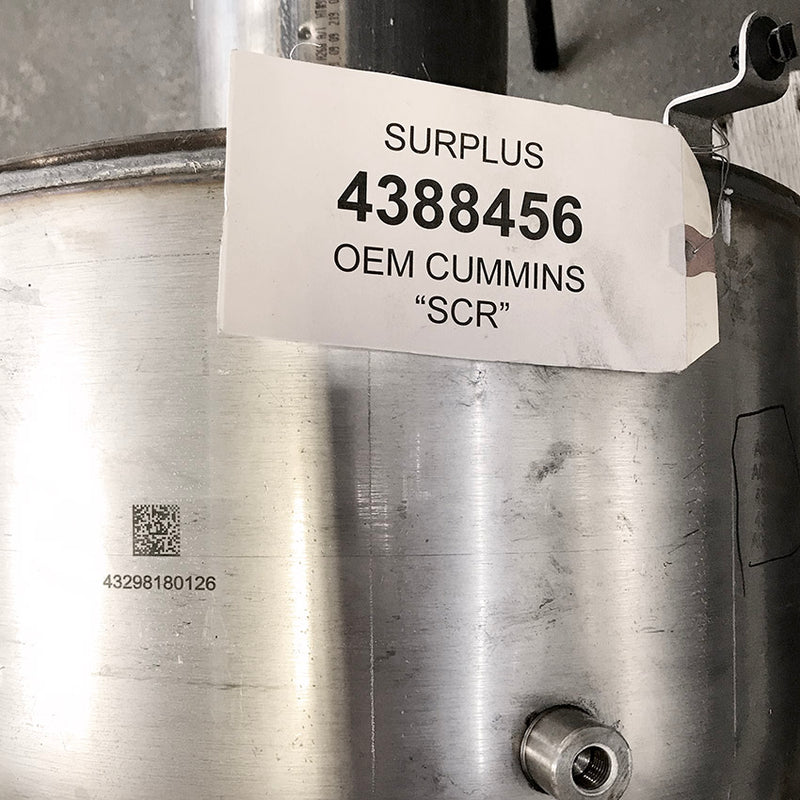 SURPLUS
4388456
OEM CUMMINS
“SCR”
43298180126